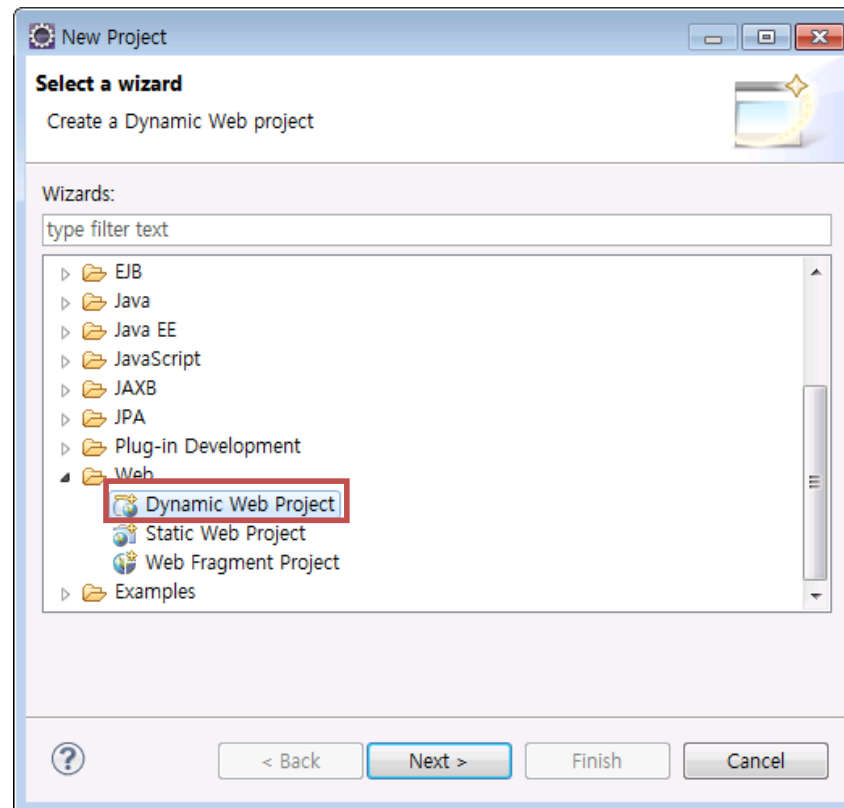 New Project
Select a wizard
Create a Dynamic Web project
Wizards:
type filter text
EJB
Java
Java EE
JavaScript
JAXB
JPA
Plug-in Development
Web
Dynamic Web Project
Static Web Project
Web Fragment Project
Examples
?
< Back Next > Finish Cancel